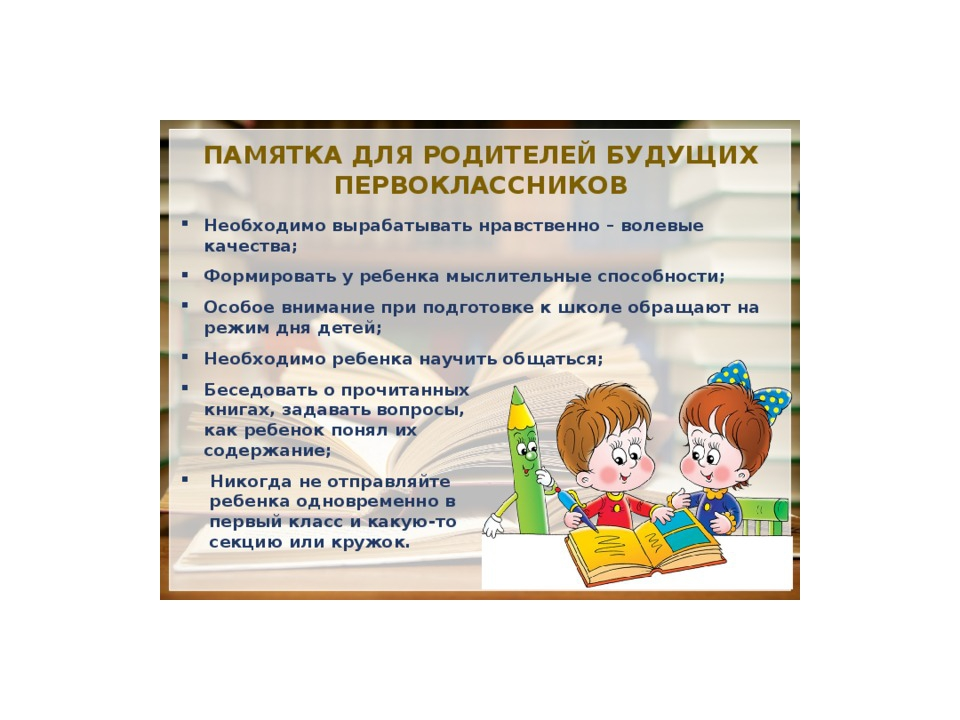 ПАМЯТКА ДЛЯ РОДИТЕЛЕЙ БУДУЩИХ
ПЕРВОКЛАССНИКОВ
▪ Необходимо вырабатывать нравственно – волевые
качества;
▪ Формировать у ребенка мыслительные способности;
▪ Особое внимание при подготовке к школе обращают на
режим дня детей;
▪ Необходимо ребенка научить общаться;
▪ Беседовать о прочитанных
книгах, задавать вопросы,
как ребенок понял их
содержание;
▪ Никогда не отправляйте
ребенка одновременно в
первый класс и какую-то
секцию или кружок.